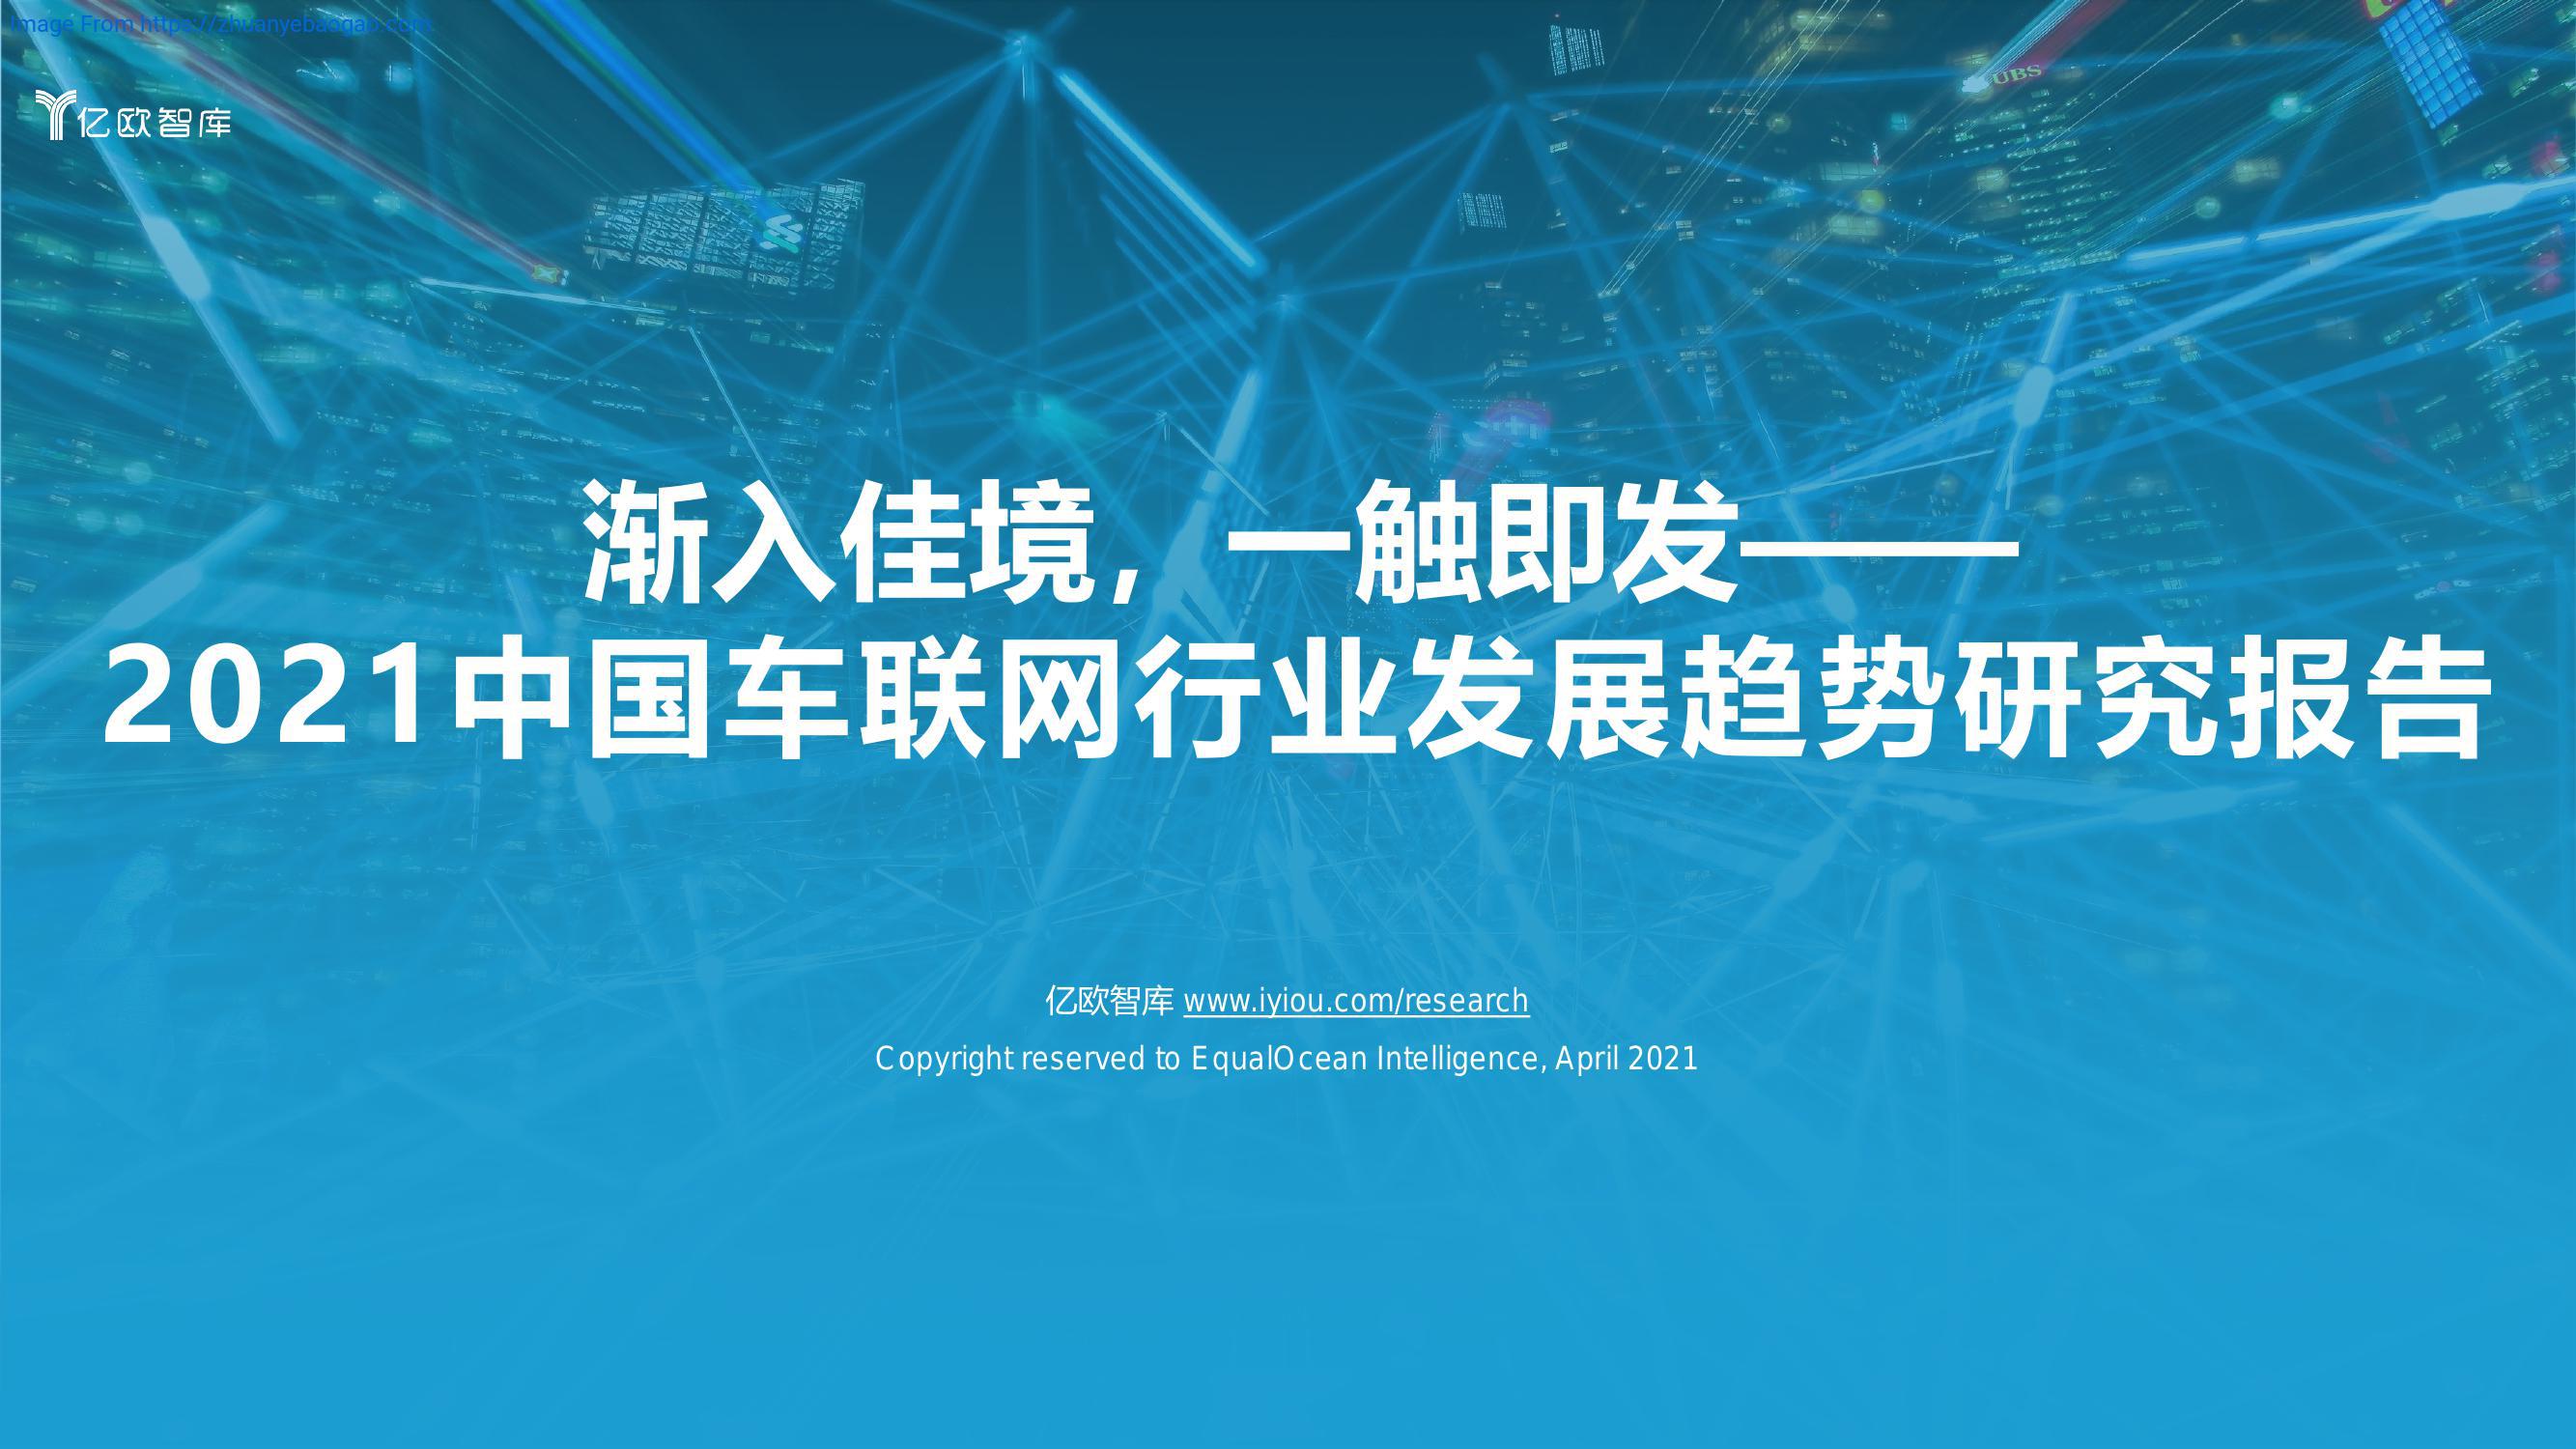 Image From https://zhuanyebaogao.com
亿欧智库
UBS
渐入佳境，一触即发——
2021中国车联网行业发展趋势研究报告
亿欧智库 www.iyiou.com/research
Copyright reserved to EqualOcean Intelligence, April 2021